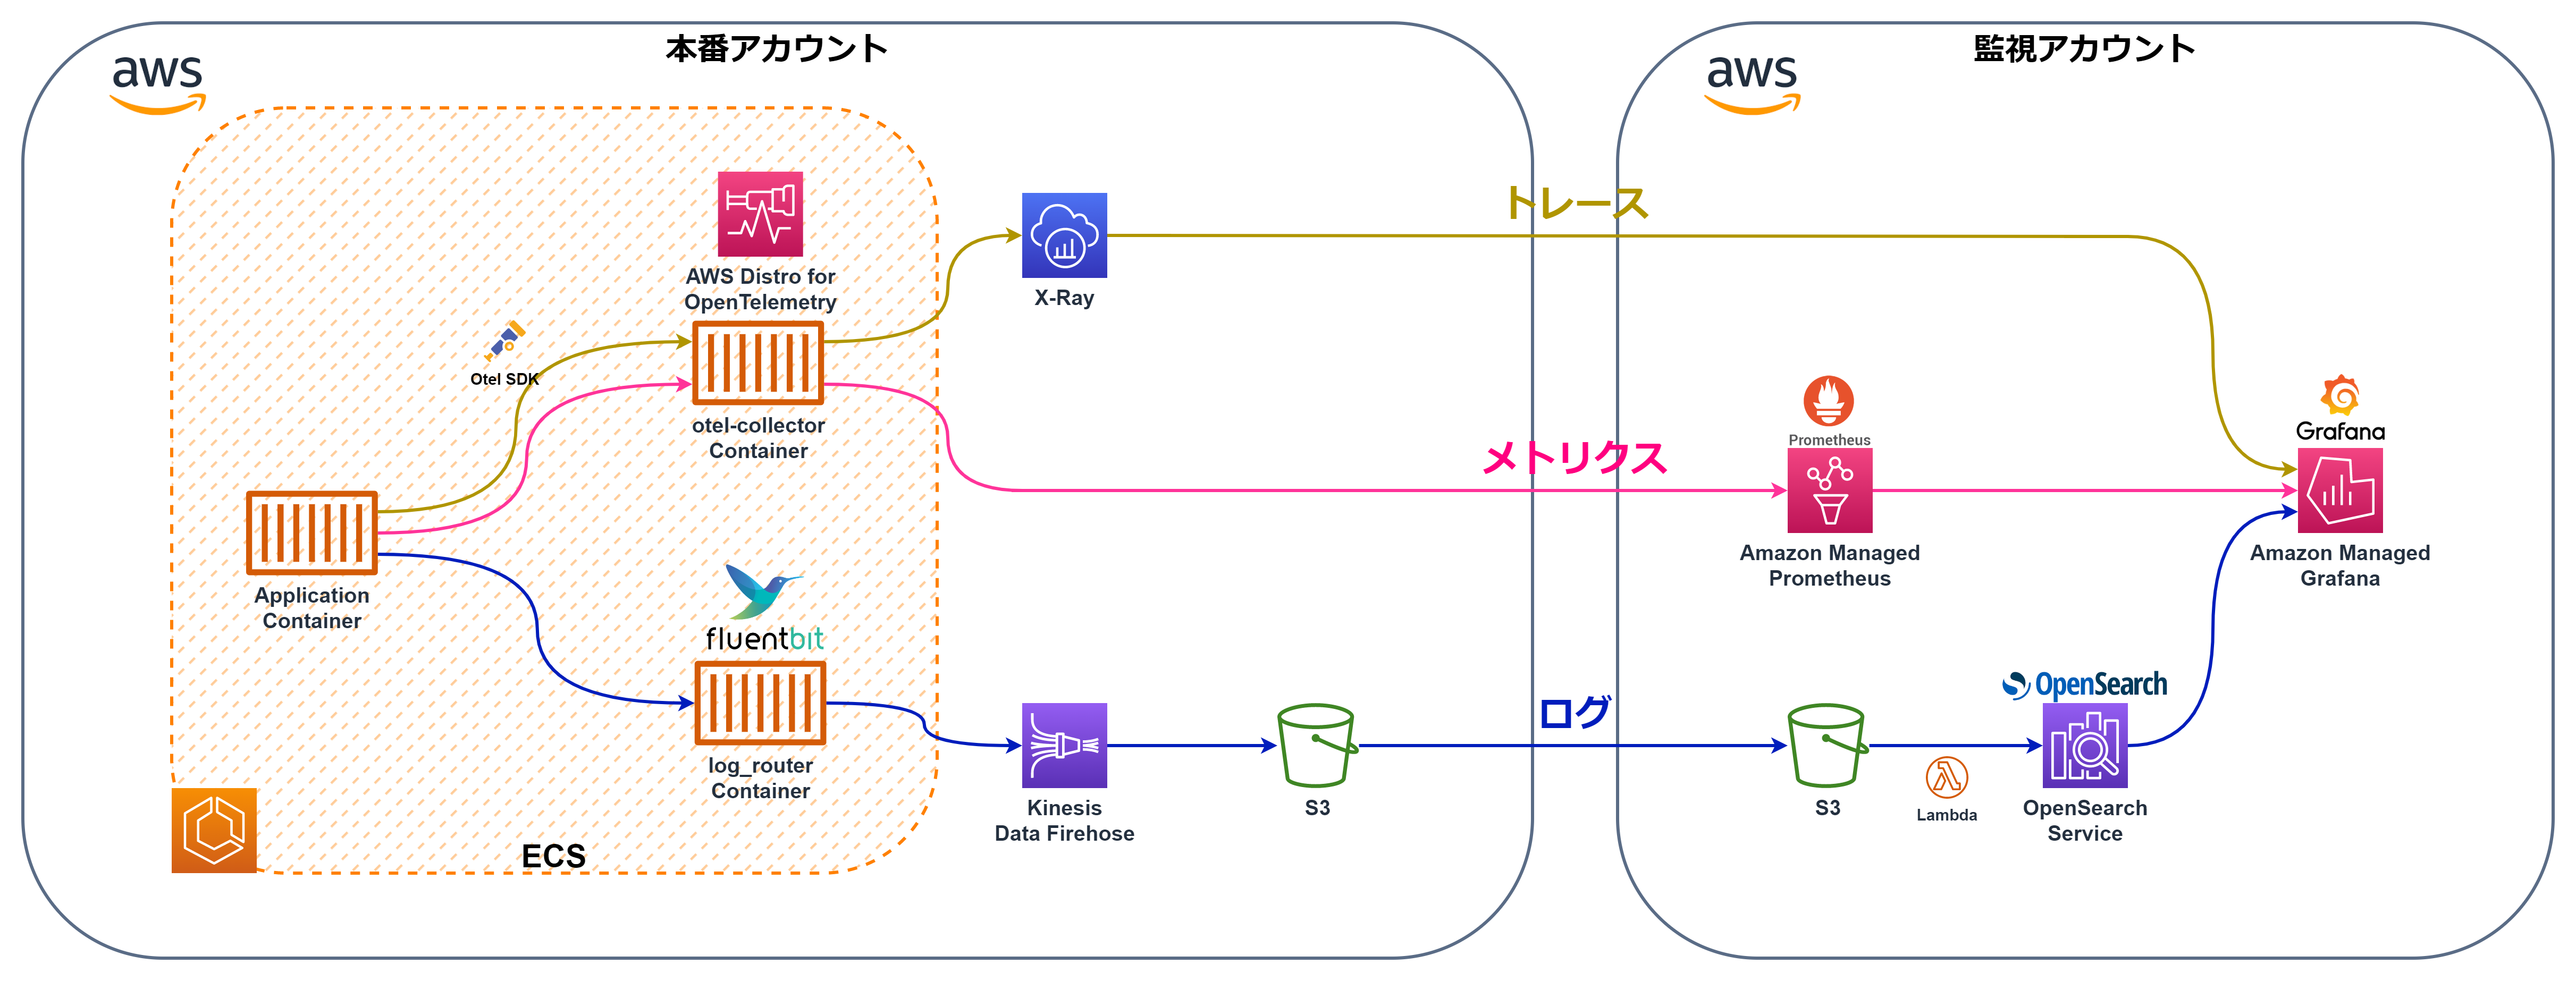 本番アカウント
aws
AWS Distro for
OpenTelemetry
Otel SDK
otel-collector
Container
Application
Container
fluentbit
log_router
Container
ECS
X-Ray
Kinesis
Data Firehose
S3
トレース
メトリクス
ログ
監視アカウント
aws
Prometheus
Amazon Managed
Prometheus
Grafana
Amazon Managed
Grafana
S3
Lambda
OpenSearch
OpenSearch
Service